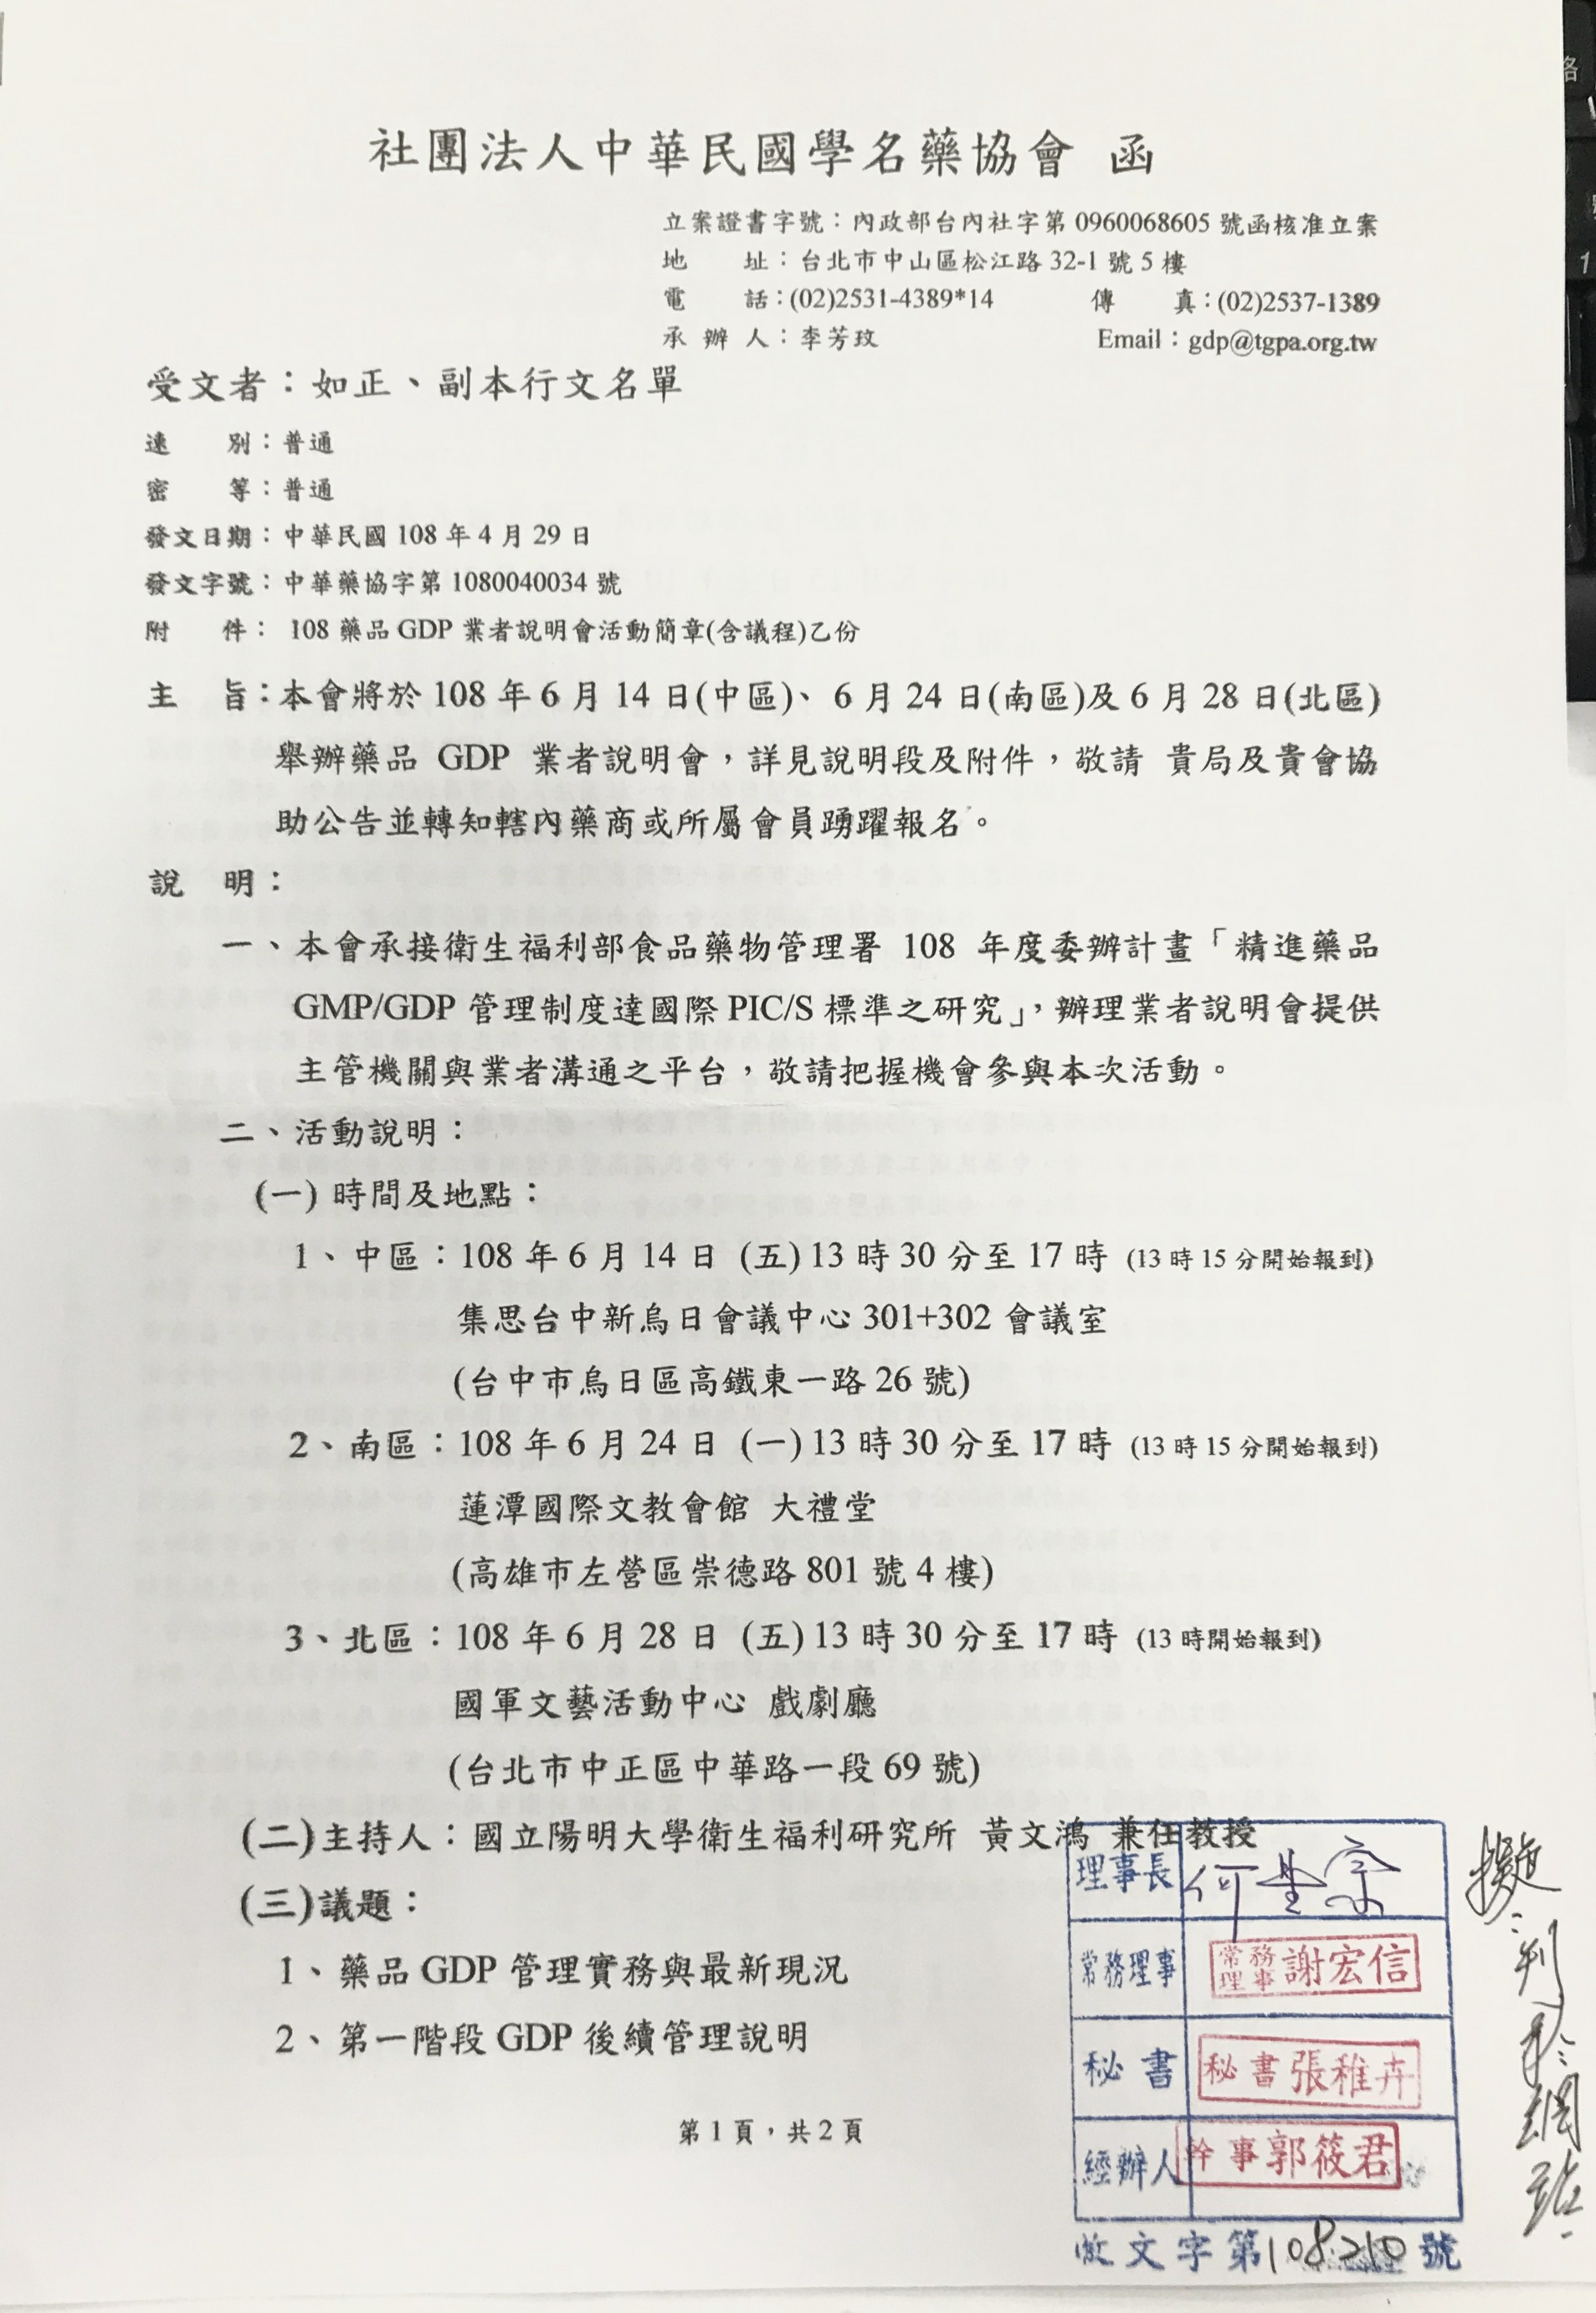 社團法人中華民國學名藥協會 函
立案證書字號：內政部台內社字第 0960068605 號函核准立案
地　　址：台北市中山區松江路 32-1 號 5 樓
電　　話：(02)2531-4389*14　　傳　　真：(02)2537-1389
承 辦 人：李芳玟　　Email：gdp@tgpa.org.tw
受文者：如正、副本行文名單
速　　別：普通
密　　等：普通
發文日期：中華民國 108 年 4 月 29 日
發文字號：中華藥協字第 1080040034 號
附　　件： 108 藥品 GDP 業者說明會活動簡章(含議程)乙份
主　旨：本會將於 108 年 6 月 14 日(中區)、 6 月 24 日(南區)及 6 月 28 日(北區)
舉辦藥品 GDP 業者說明會，詳見說明段及附件，敬請 貴局及貴會協
助公告並轉知轄內藥商或所屬會員踴躍報名。
說　明：
一、本會承接衛生福利部食品藥物管理署 108 年度委辦計畫「精進藥品
GMP/GDP 管理制度達國際 PIC/S 標準之研究」，辦理業者說明會提供
主管機關與業者溝通之平台，敬請把握機會參與本次活動。
二、活動說明：
(一) 時間及地點：
1、中區：108 年 6 月 14 日 (五) 13 時 30 分至 17 時 (13 時 15 分開始報到)
集思台中新烏日會議中心 301+302 會議室
(台中市烏日區高鐵東一路 26 號)
2、南區：108 年 6 月 24 日 (一) 13 時 30 分至 17 時 (13 時 15 分開始報到)
蓮潭國際文教會館 大禮堂
(高雄市左營區崇德路 801 號 4 樓)
3、北區：108 年 6 月 28 日 (五) 13 時 30 分至 17 時 (13 時開始報到)
國軍文藝活動中心 戲劇廳
(台北市中正區中華路一段 69 號)
(二)主持人：國立陽明大學衛生福利研究所 黃文鴻 兼任教授
(三)議題：
1、藥品 GDP 管理實務與最新現況
2、第一階段 GDP 後續管理說明
第 1 頁，共 2 頁
理事長
常務理事 常務理事 謝宏信
秘書 秘書 張稚卉
經辦人 幹事 郭筱君
收文字第108210號
擬：刊於網站